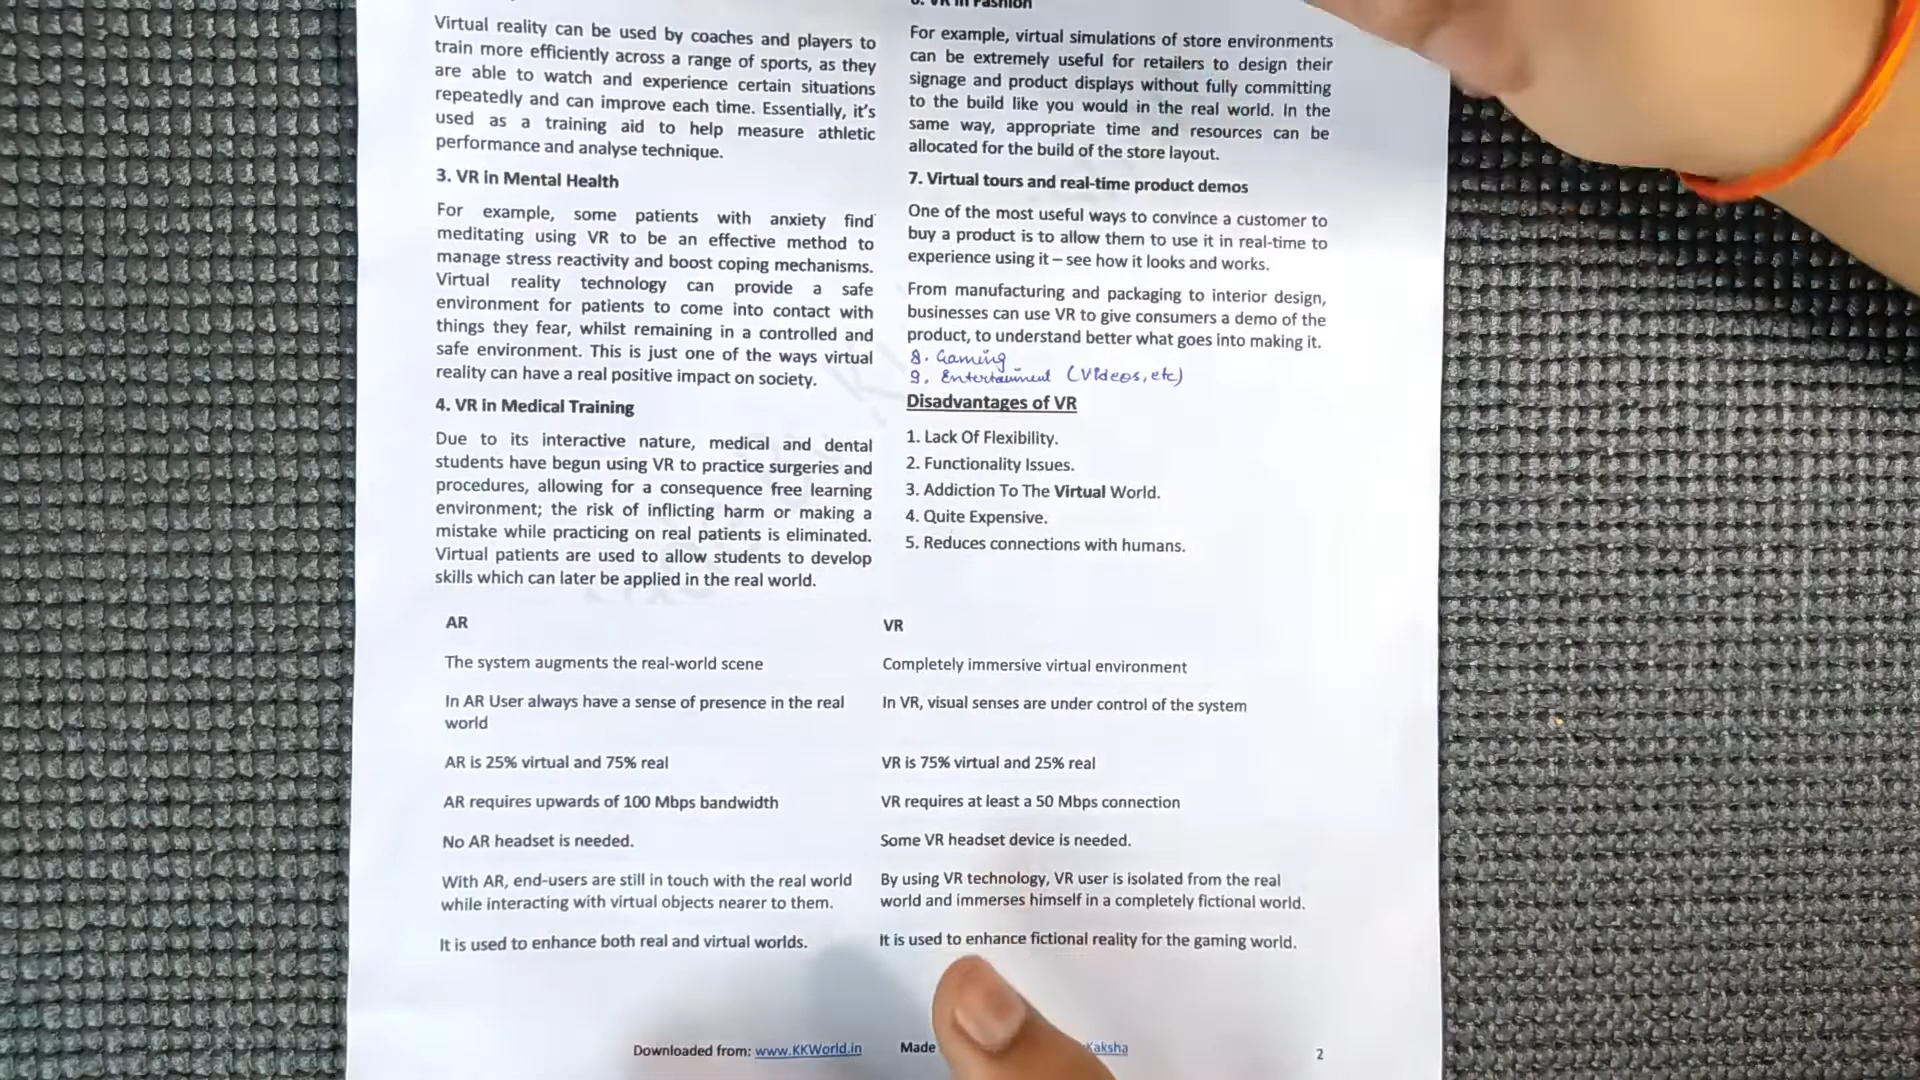 Virtual reality can be used by coaches and players to
train more efficiently across a range of sports, as they
are able to watch and experience certain situations
repeatedly and can improve each time. Essentially, it's
used as a training aid to help measure athletic
performance and analyse technique.
3. VR in Mental Health
For example, some patients with anxiety find
meditating using VR to be an effective method to
manage stress reactivity and boost coping mechanisms.
Virtual reality technology can provide a safe
environment for patients to come into contact with
things they fear, whilst remaining in a controlled and
safe environment. This is just one of the ways virtual
reality can have a real positive impact on society.
4. VR in Medical Training
Due to its interactive nature, medical and dental
students have begun using VR to practice surgeries and
procedures, allowing for a consequence free learning
environment; the risk of inflicting harm or making a
mistake while practicing on real patients is eliminated.
Virtual patients are used to allow students to develop
skills which can later be applied in the real world.
6. VR in Fashion
For example, virtual simulations of store environments
can be extremely useful for retailers to design their
signage and product displays without fully committing
to the build like you would in the real world. In the
same way, appropriate time and resources can be
allocated for the build of the store layout.
7. Virtual tours and real-time product demos
One of the most useful ways to convince a customer to
buy a product is to allow them to use it in real-time to
experience using it – see how it looks and works.
From manufacturing and packaging to interior design,
businesses can use VR to give consumers a demo of the
product, to understand better what goes into making it.
8. Gaming
9. Entertainment (Videos, etc)
Disadvantages of VR
1. Lack Of Flexibility.
2. Functionality Issues.
3. Addiction To The Virtual World.
4. Quite Expensive.
5. Reduces connections with humans.
AR VR
The system augments the real-world scene Completely immersive virtual environment
In AR User always have a sense of presence in the real In VR, visual senses are under control of the system
world
AR is 25% virtual and 75% real VR is 75% virtual and 25% real
AR requires upwards of 100 Mbps bandwidth VR requires at least a 50 Mbps connection
No AR headset is needed. Some VR headset device is needed.
With AR, end-users are still in touch with the real world By using VR technology, VR user is isolated from the real
while interacting with virtual objects nearer to them. world and immerses himself in a completely fictional world.
It is used to enhance both real and virtual worlds. It is used to enhance fictional reality for the gaming world.
Downloaded from: www.KKWorld.in Made Kaksha 2